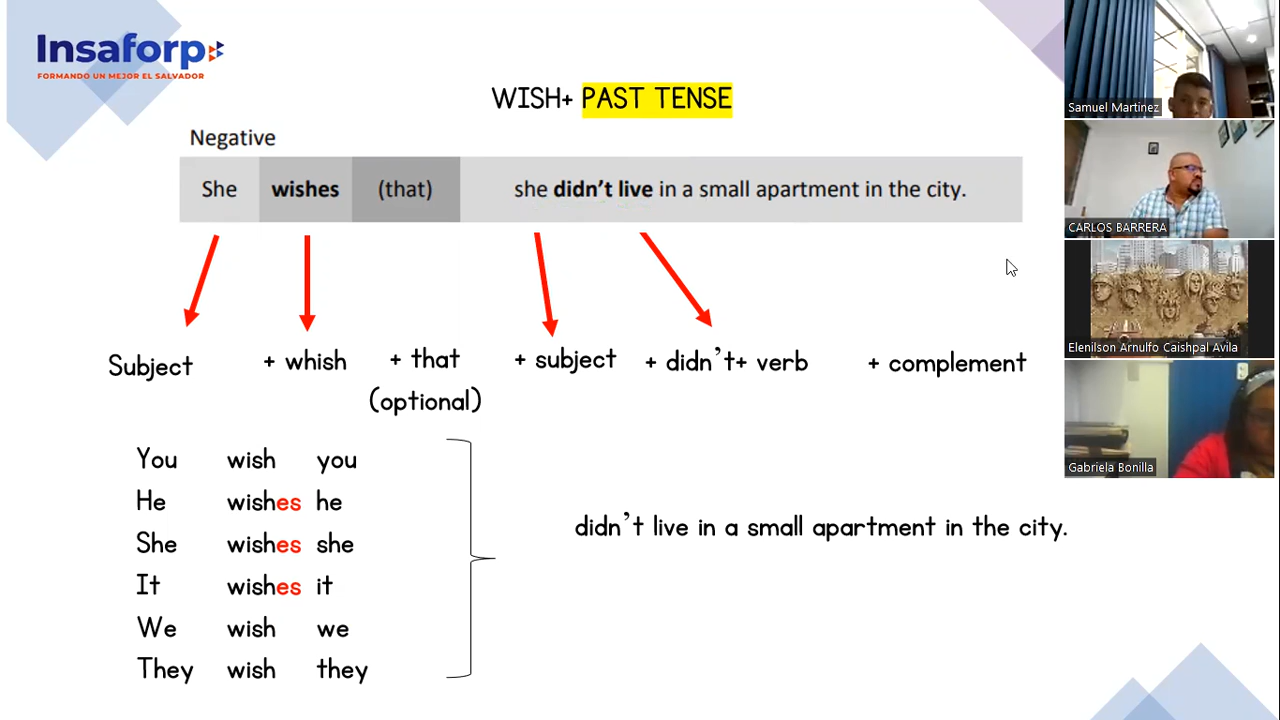 Insaforp
FORMANDO UN MEJOR EL SALVADOR
WISH+ PAST TENSE
Negative
She wishes (that) she didn't live in a small apartment in the city.
Subject + whish + that + subject + didn't+ verb + complement
(optional)
You wish you
He wishes he
She wishes she
It wishes it
We wish we
They wish they
didn't live in a small apartment in the city.
Samuel Martínez
CARLOS BARRERA
Elenilson Arnulfo Caishpal Avila
Gabriela Bonilla